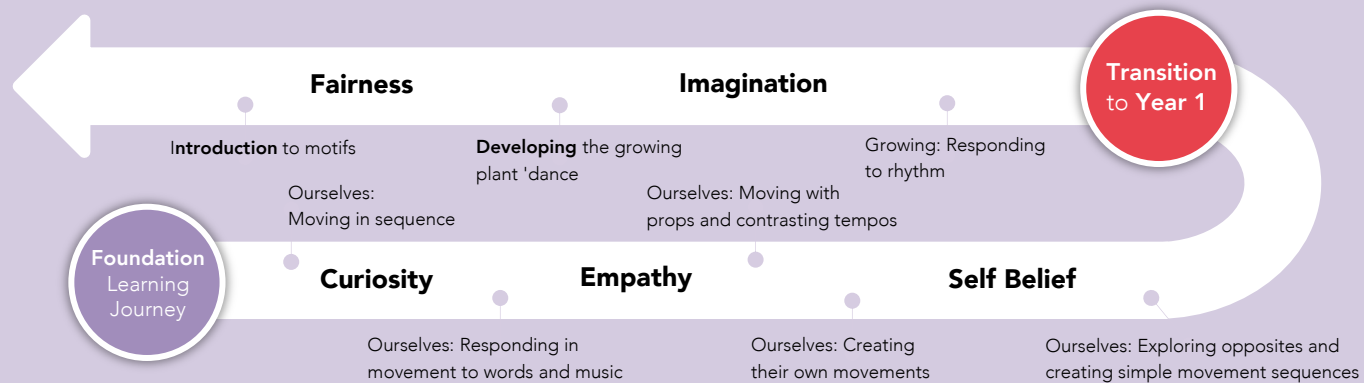 Fairness
Imagination
Transition
to Year 1
Introduction to motifs
Developing the growing
plant 'dance
Growing: Responding
to rhythm
Ourselves:
Moving in sequence
Ourselves: Moving with
props and contrasting tempos
Foundation
Learning
Journey
Curiosity
Empathy
Self Belief
Ourselves: Responding in
movement to words and music
Ourselves: Creating
their own movements
Ourselves: Exploring opposites and
creating simple movement sequences